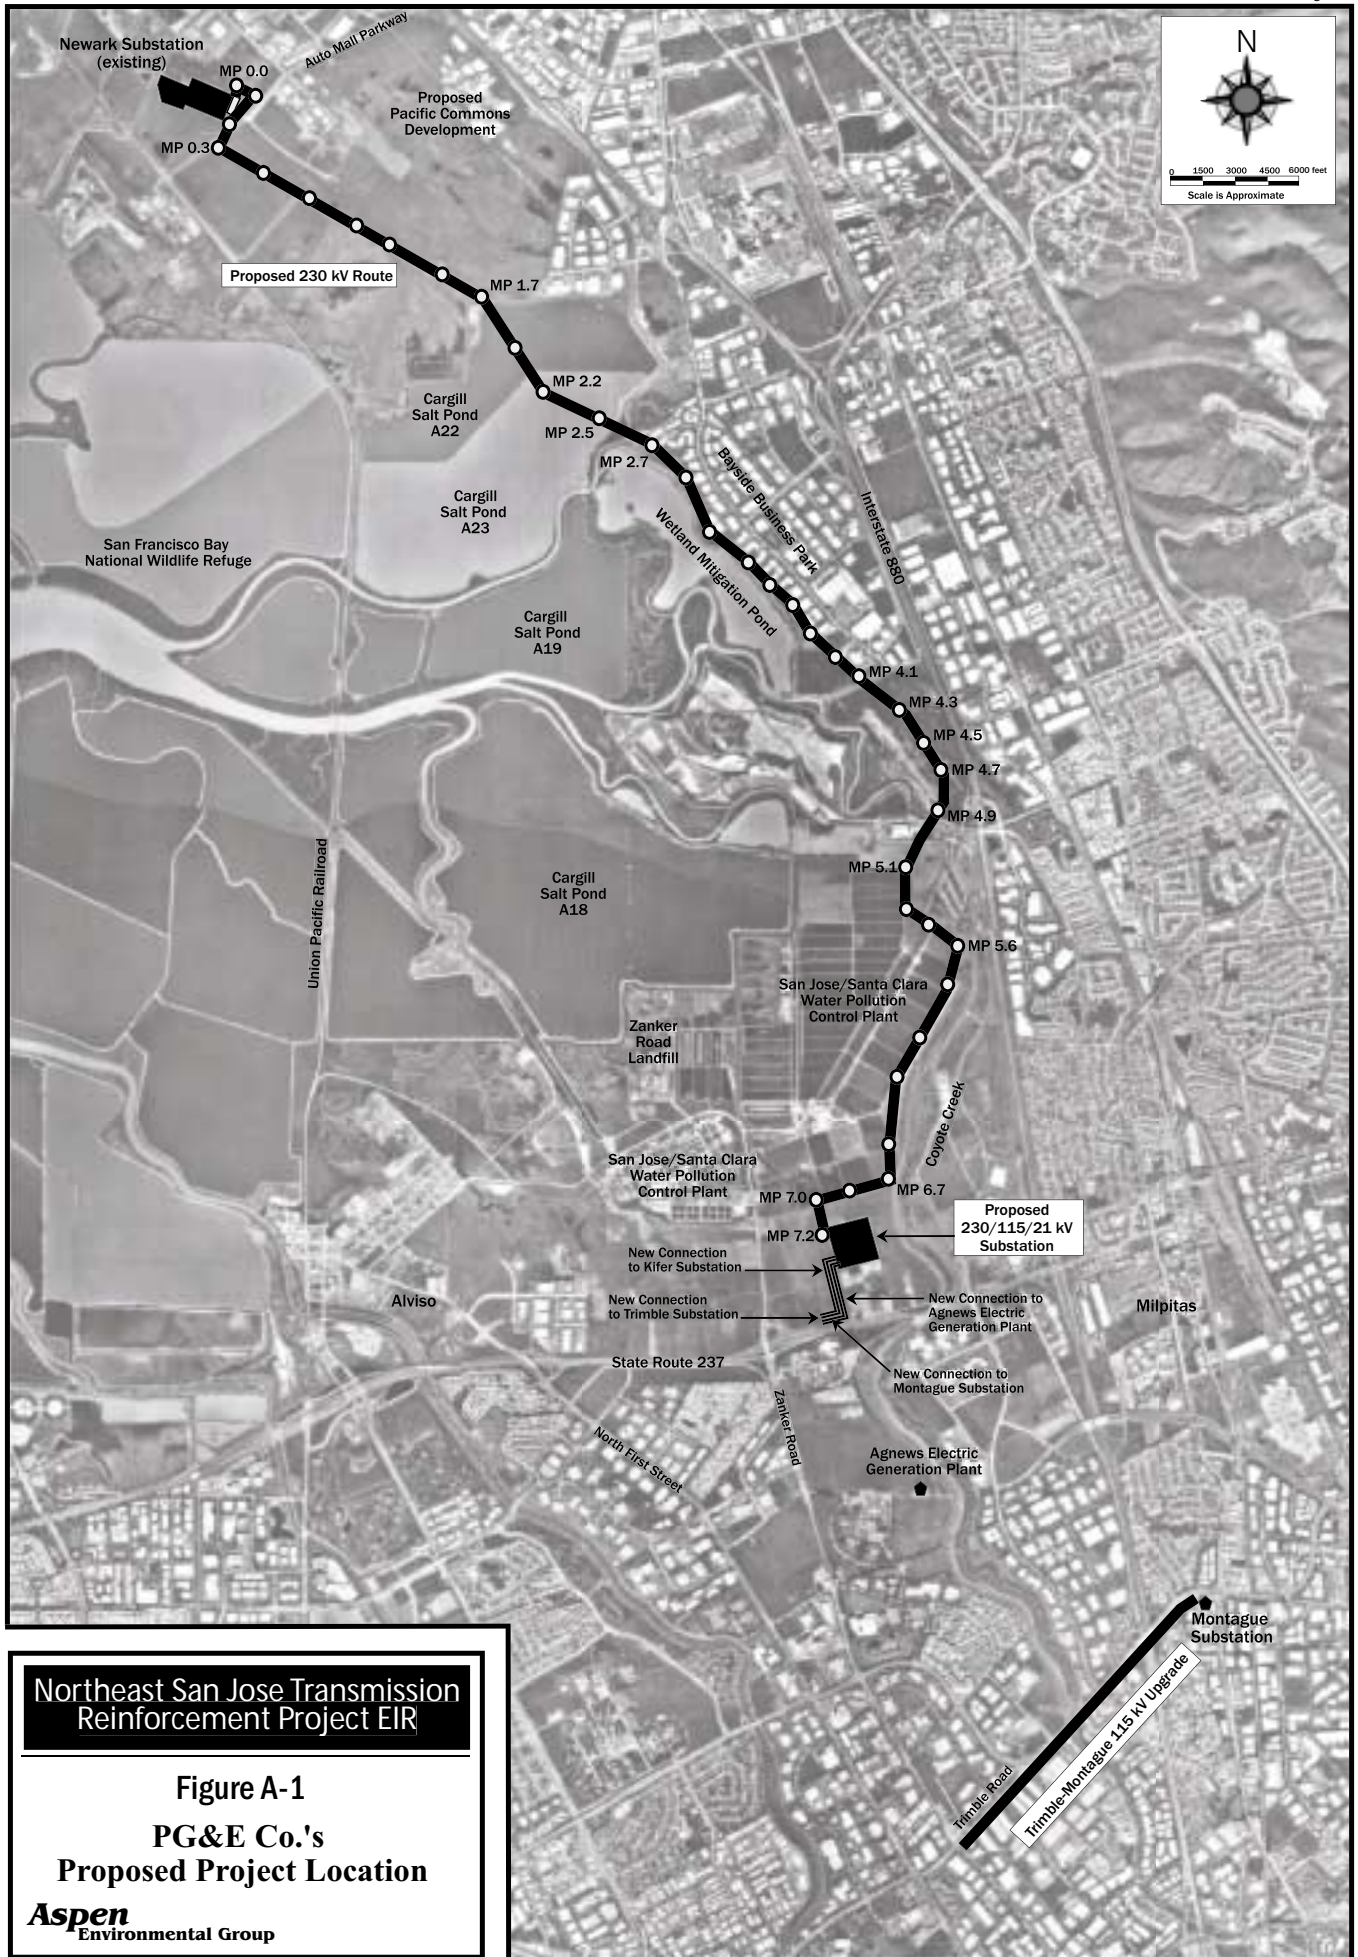 Newark Substation
(existing)
MP 0.0
Auto Mall Parkway
Proposed
Pacific Commons
Development
N
0 1500 3000 4500 6000 feet
Scale is Approximate
MP 0.3
Proposed 230 kV Route
MP 1.7
MP 2.2
Cargill
Salt Pond
A22
MP 2.5
MP 2.7
Bayside Business Park
Cargill
Salt Pond
A23
Interstate 880
Wetland Mitigation Pond
San Francisco Bay
National Wildlife Refuge
Cargill
Salt Pond
A19
MP 4.1
MP 4.3
MP 4.5
MP 4.7
MP 4.9
MP 5.1
Union Pacific Railroad
Cargill
Salt Pond
A18
MP 5.6
San Jose/Santa Clara
Water Pollution
Control Plant
Zanker
Road
Landfill
Coyote Creek
San Jose/Santa Clara
Water Pollution
Control Plant
MP 6.7
MP 7.0
MP 7.2
Proposed
230/115/21 kV
Substation
New Connection
to Kifer Substation
New Connection
to Trimble Substation
New Connection to
Agnews Electric
Generation Plant
Alviso
Milpitas
State Route 237
New Connection to
Montague Substation
Zanker Road
North First Street
Agnews Electric
Generation Plant
Montague
Substation
Trimble-Montague 115 kV Upgrade
Trimble Road
Northeast San Jose Transmission
Reinforcement Project EIR
Figure A-1
PG&E Co.'s
Proposed Project Location
Aspen
Environmental Group